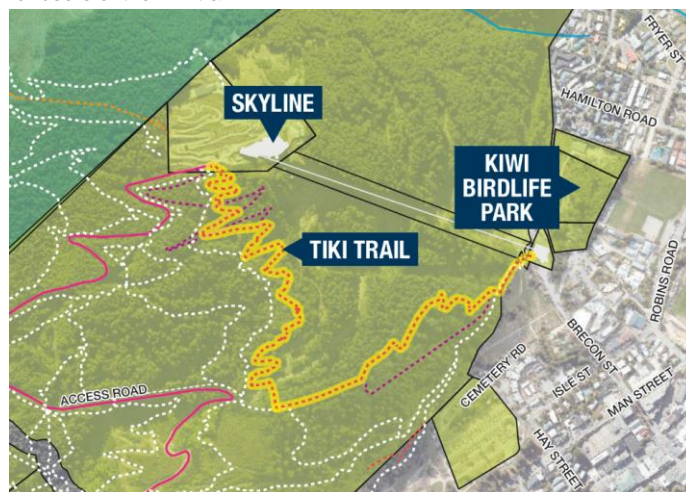 FRYER ST
SKYLINE
HAMILTON ROAD
KIWI
BIRDLIFE
PARK
TIKI TRAIL
ROBINS ROAD
BRECON ST
CEMETERY RD
ISLE ST
MAN STREET
ACCESS ROAD
HAY STREET